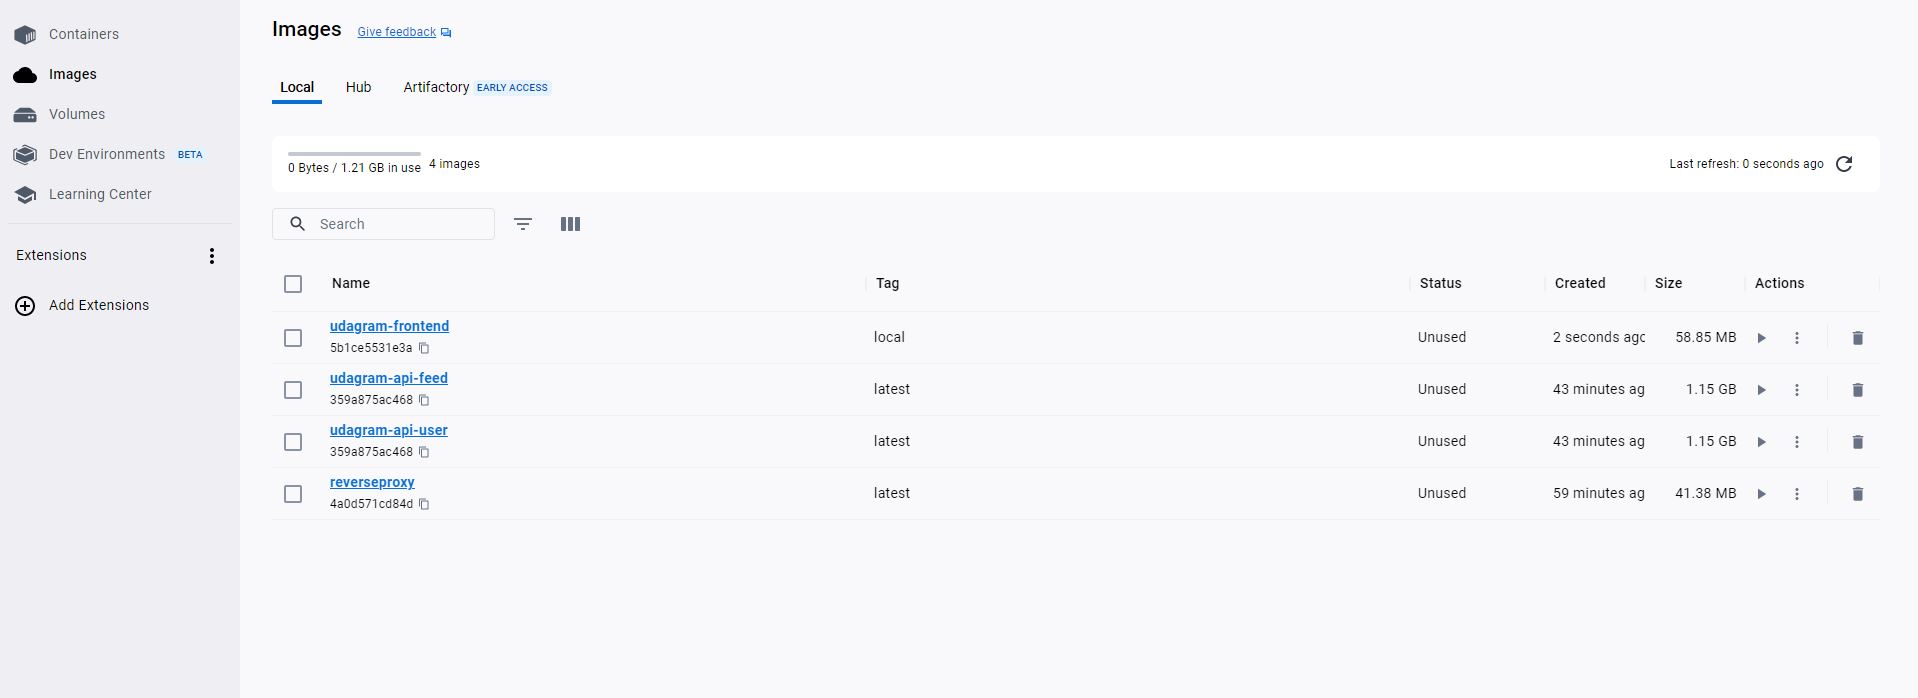 Containers
Images
Volumes
Dev Environments BETA
Learning Center
Extensions
Add Extensions
Images Give feedback
Local Hub Artifactory EARLY ACCESS
0 Bytes / 1.21 GB in use 4 images Last refresh: 0 seconds ago
Search
Name Tag Status Created Size Actions
udagram-frontend
5b1ce5531e3a local Unused 2 seconds agc 58.85 MB
udagram-api-feed
359a875ac468 latest Unused 43 minutes ag 1.15 GB
udagram-api-user
359a875ac468 latest Unused 43 minutes ag 1.15 GB
reverseproxy
4a0d571cd84d latest Unused 59 minutes ag 41.38 MB